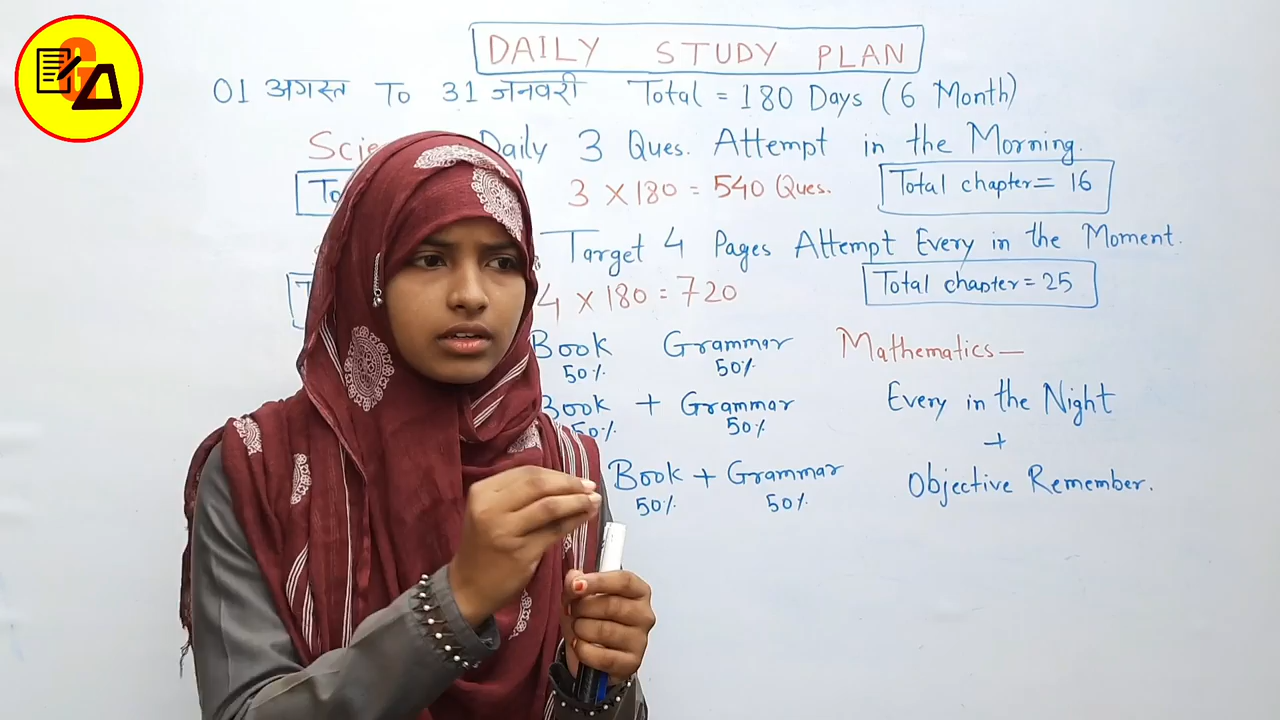 DAILY STUDY PLAN
01 अगस्त To 31 जनवरी Total = 180 Days (6 Month)
Daily 3 Ques. Attempt in the Morning.
3 X 180 = 540 Ques. Total chapter = 16
Target 4 Pages Attempt Every in the Moment.
4 x 180 = 720 Total chapter = 25
Book Grammar Mathematics —
50% 50%
Book + Grammar Every in the Night
50% 50%
+
Book + Grammar Objective Remember.
50% 50%